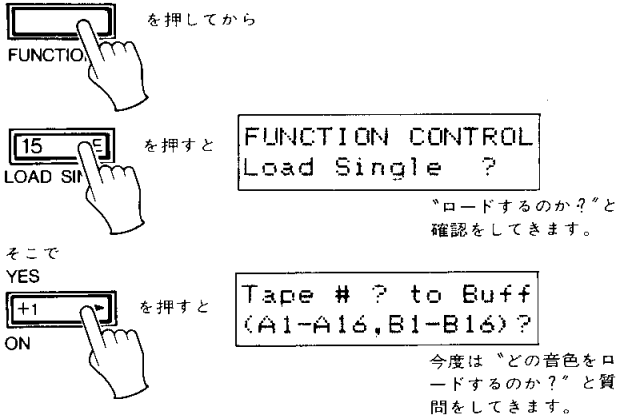 を押してから
FUNCTIO
15 E
を押すと
LOAD SIN
FUNCTION CONTROL
Load Single ?
〝ロードするのか？〞と
確認をしてきます。
そこで
YES
+1
を押すと
ON
Tape # ? to Buff
(A1-A16,B1-B16)?
今度は〝どの音色をロ
ードするのか？〞と質
問をしてきます。